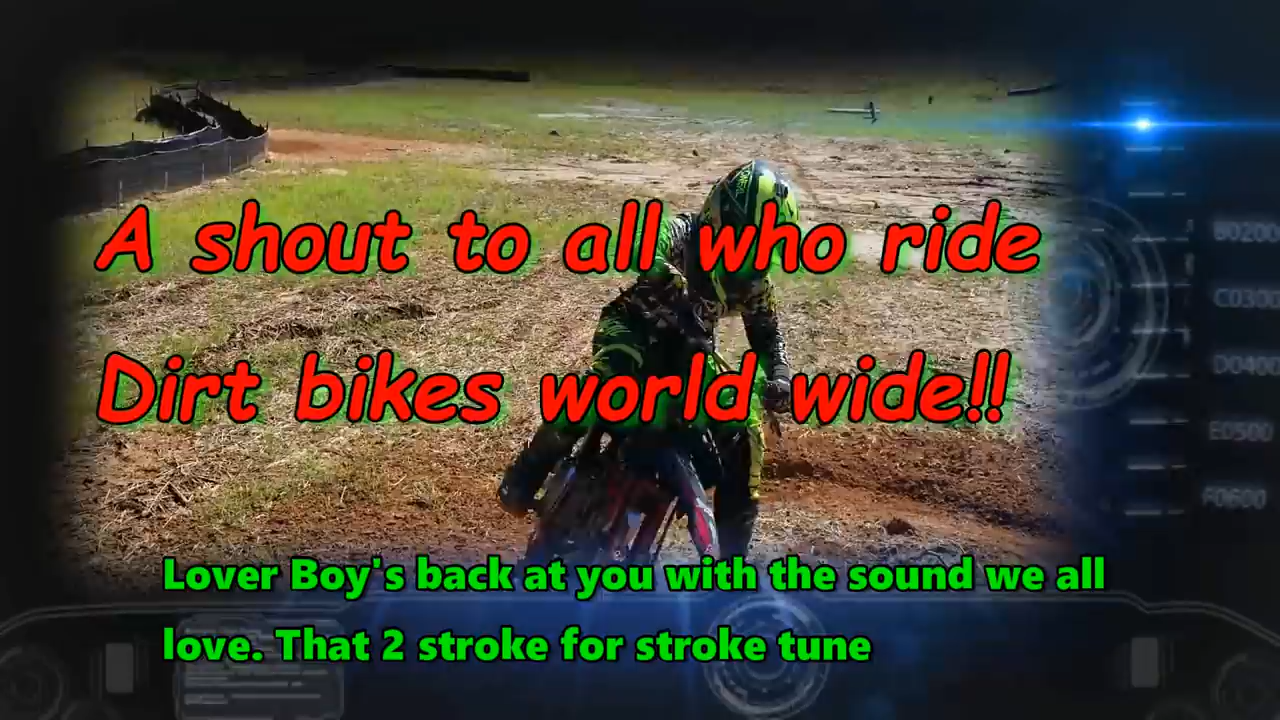 A shout to all who ride
Dirt bikes world wide!!
Lover Boy's back at you with the sound we all
love. That 2 stroke for stroke tune
B0200
C0300
D0400
E0500
F0600